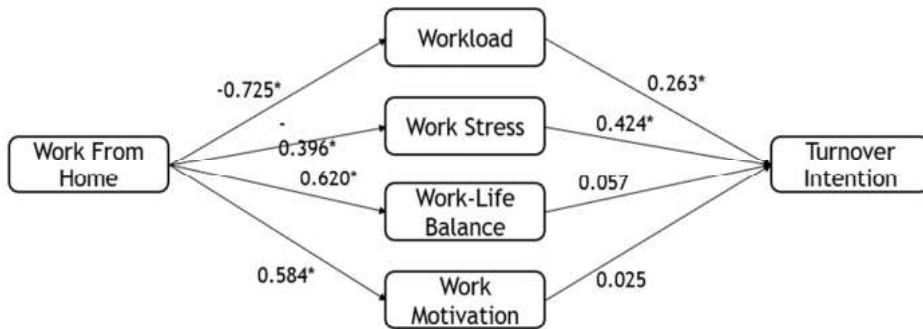 Workload
-0.725*
0.263*
-
0.396*
Work Stress
0.424*
Work From
Home
Turnover
Intention
0.620*
Work-Life
Balance
0.057
0.584*
Work
Motivation
0.025